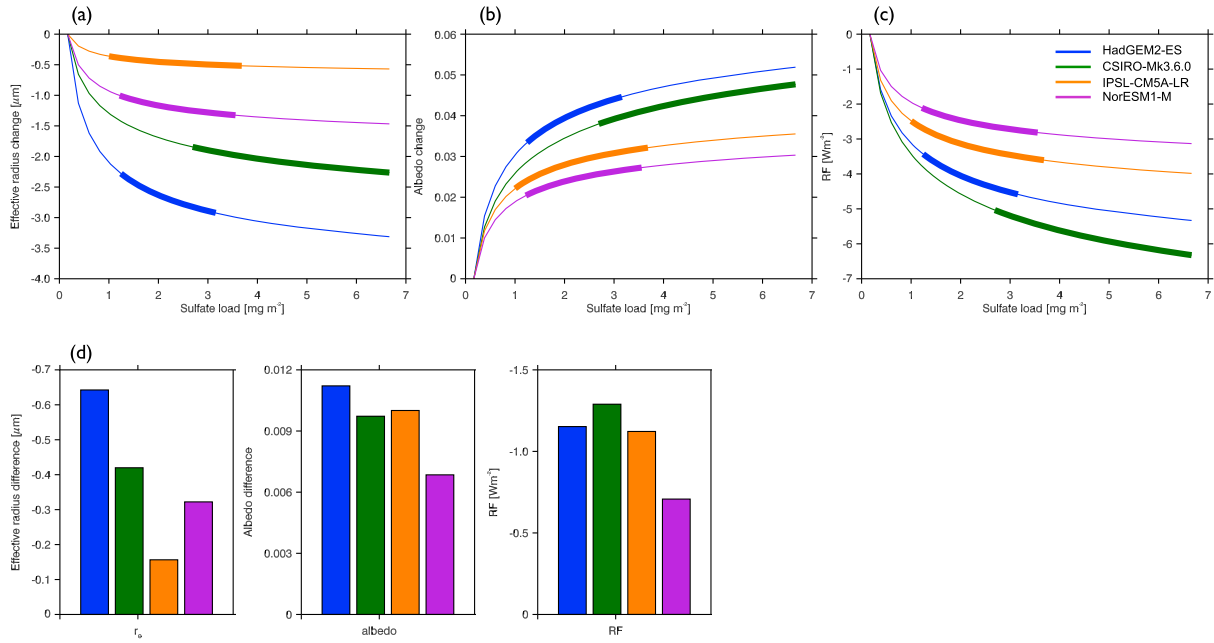 (a)
0
-0.5
-1.0
-1.5
-2.0
-2.5
-3.0
-3.5
-4.0
Effective radius change [μm]
0 1 2 3 4 5 6 7
Sulfate load [mg m⁻²]
(b)
0.06
0.05
0.04
0.03
0.02
0.01
0
Albedo change
0 1 2 3 4 5 6 7
Sulfate load [mg m⁻²]
(c)
0
-1
-2
-3
-4
-5
-6
-7
RF [Wm⁻²]
0 1 2 3 4 5 6 7
Sulfate load [mg m⁻²]
HadGEM2-ES
CSIRO-Mk3.6.0
IPSL-CM5A-LR
NorESM1-M
(d)
-0.7
-0.6
-0.5
-0.4
-0.3
-0.2
-0.1
0
Effective radius difference [μm]
rₑ
0.012
0.009
0.006
0.003
0
Albedo difference
albedo
-1.5
-1.0
-0.5
0
RF [Wm⁻²]
RF